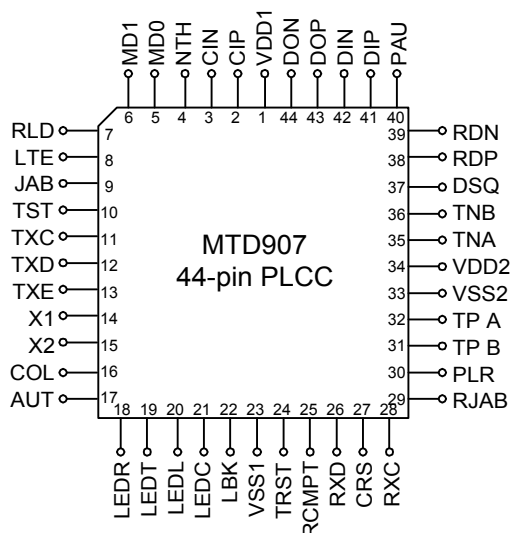 MD1 MD0 NTH CIN CIP VDD1 DON DOP DIN DIP PAU
6 5 4 3 2 1 44 43 42 41 40
RLD 7 39 RDN
LTE 8 38 RDP
JAB 9 37 DSQ
TST 10 36 TNB
TXC 11 35 TNA
TXD 12 34 VDD2
TXE 13 33 VSS2
X1 14 32 TP A
X2 15 31 TP B
COL 16 30 PLR
AUT 17 29 RJAB
MTD907
44-pin PLCC
18 19 20 21 22 23 24 25 26 27 28
LEDR LEDT LEDL LEDC LBK VSS1 TRST RCMPT RXD CRS RXC